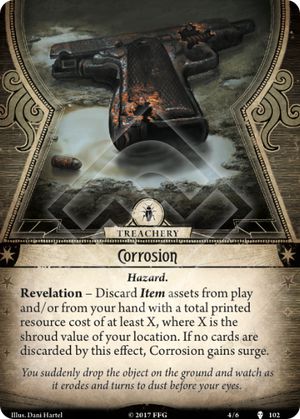 TREACHERY
Corrosion
Hazard.
Revelation – Discard Item assets from play
and/or from your hand with a total printed
resource cost of at least X, where X is the
shroud value of your location. If no cards are
discarded by this effect, Corrosion gains surge.
You suddenly drop the object on the ground and watch as
it erodes and turns to dust before your eyes.
Illus. Dani Hartel © 2017 FFG 4/6 102